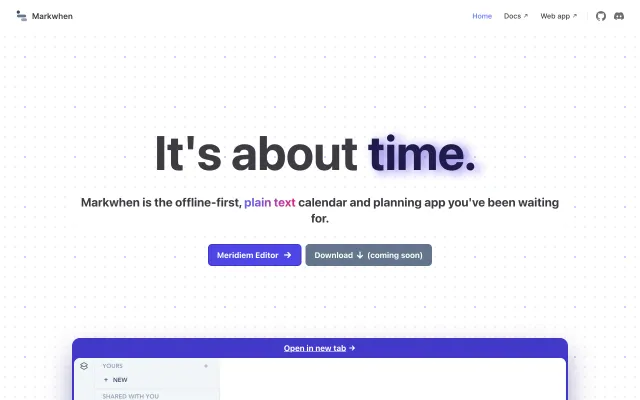 Markwhen
Home
Docs ↗
Web app ↗
It's about time.
Markwhen is the offline-first, plain text calendar and planning app you've been waiting
for.
Meridiem Editor →
Download ↓ (coming soon)
Open in new tab →
YOURS +
+ NEW
SHARED WITH YOU